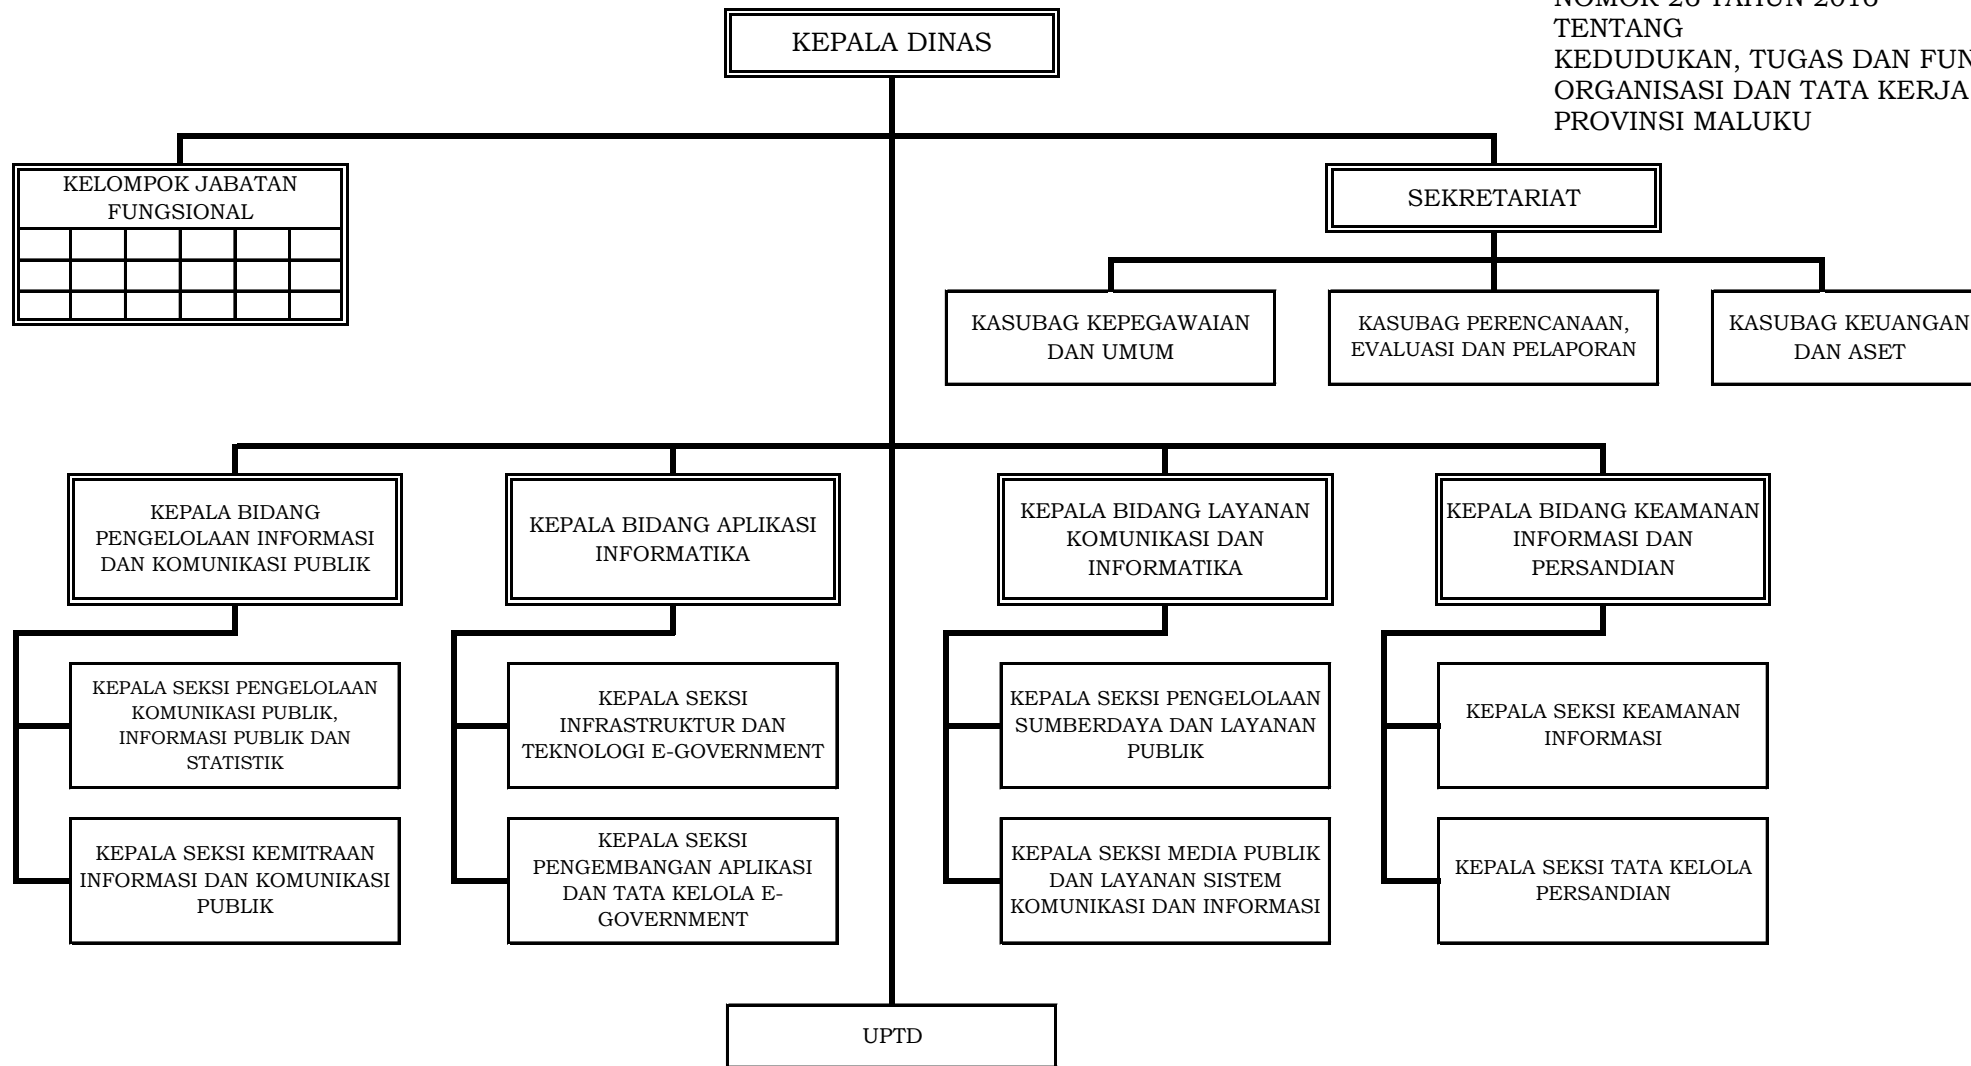 TENTANG
KEDUDUKAN, TUGAS DAN FUN
ORGANISASI DAN TATA KERJA
PROVINSI MALUKU
KEPALA DINAS
KELOMPOK JABATAN
FUNGSIONAL
SEKRETARIAT
KASUBAG KEPEGAWAIAN
DAN UMUM
KASUBAG PERENCANAAN,
EVALUASI DAN PELAPORAN
KASUBAG KEUANGAN
DAN ASET
KEPALA BIDANG
PENGELOLAAN INFORMASI
DAN KOMUNIKASI PUBLIK
KEPALA BIDANG APLIKASI
INFORMATIKA
KEPALA BIDANG LAYANAN
KOMUNIKASI DAN
INFORMATIKA
KEPALA BIDANG KEAMANAN
INFORMASI DAN
PERSANDIAN
KEPALA SEKSI PENGELOLAAN
KOMUNIKASI PUBLIK,
INFORMASI PUBLIK DAN
STATISTIK
KEPALA SEKSI
INFRASTRUKTUR DAN
TEKNOLOGI E-GOVERNMENT
KEPALA SEKSI PENGELOLAAN
SUMBERDAYA DAN LAYANAN
PUBLIK
KEPALA SEKSI KEAMANAN
INFORMASI
KEPALA SEKSI KEMITRAAN
INFORMASI DAN KOMUNIKASI
PUBLIK
KEPALA SEKSI
PENGEMBANGAN APLIKASI
DAN TATA KELOLA E-
GOVERNMENT
KEPALA SEKSI MEDIA PUBLIK
DAN LAYANAN SISTEM
KOMUNIKASI DAN INFORMASI
KEPALA SEKSI TATA KELOLA
PERSANDIAN
UPTD